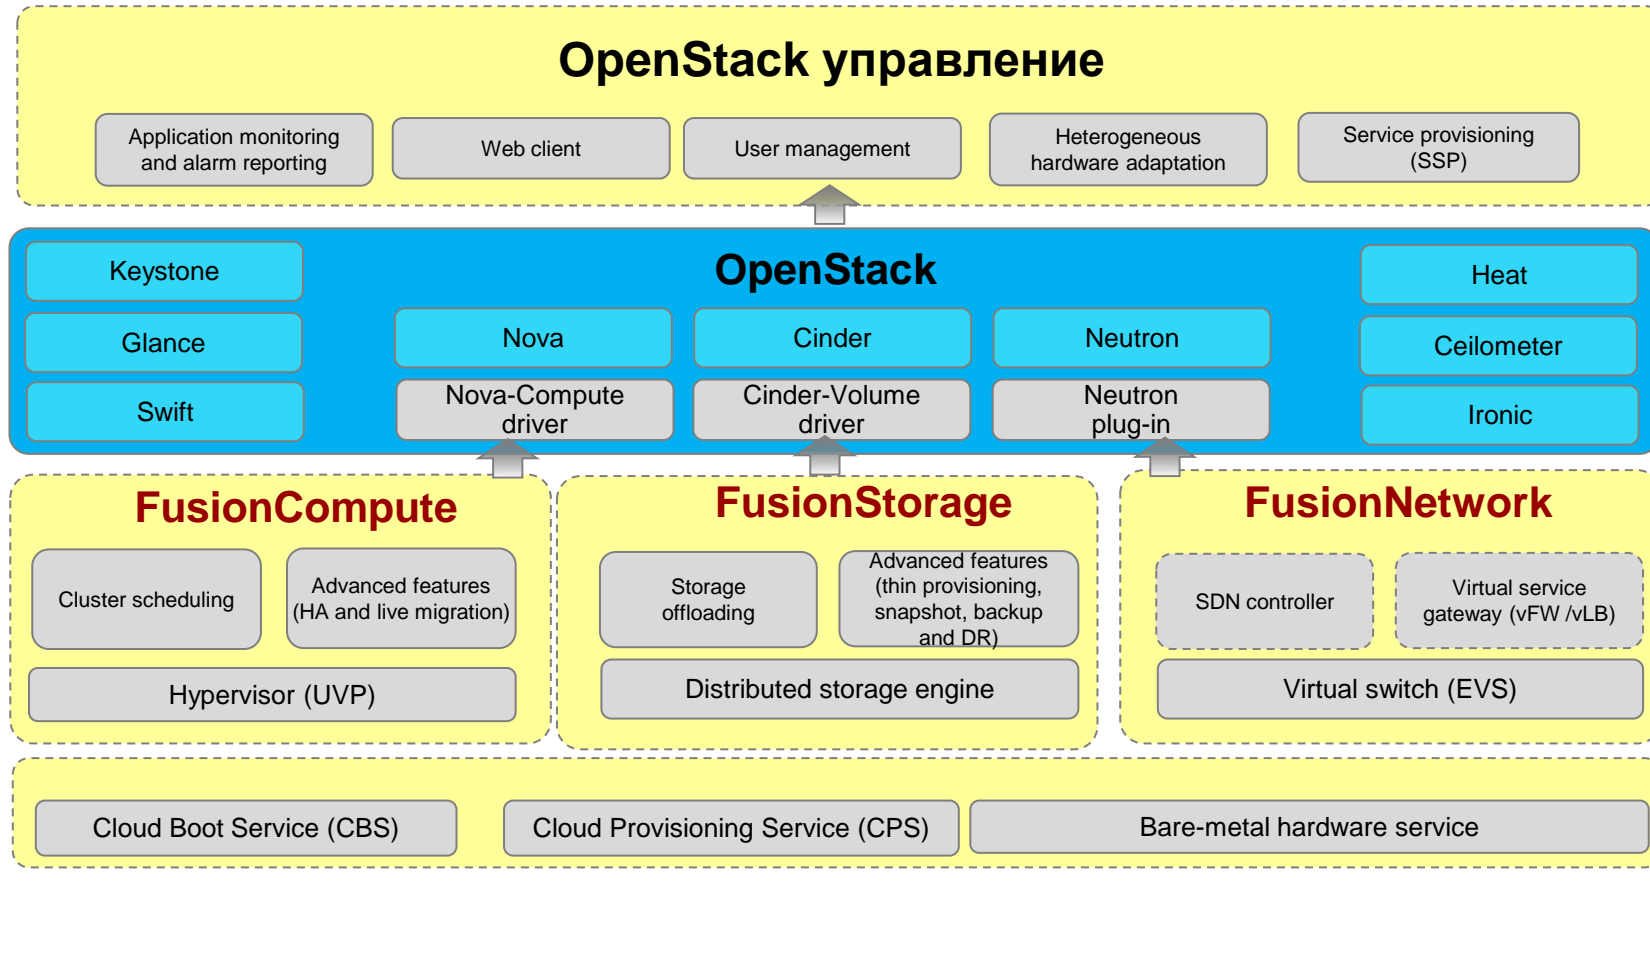 OpenStack управление
Application monitoring
and alarm reporting
Web client
User management
Heterogeneous
hardware adaptation
Service provisioning
(SSP)
OpenStack
Keystone
Glance
Swift
Nova
Cinder
Neutron
Nova-Compute
driver
Cinder-Volume
driver
Neutron
plug-in
Heat
Ceilometer
Ironic
FusionCompute
Cluster scheduling
Advanced features
(HA and live migration)
Hypervisor (UVP)
FusionStorage
Storage
offloading
Advanced features
(thin provisioning,
snapshot, backup
and DR)
Distributed storage engine
FusionNetwork
SDN controller
Virtual service
gateway (vFW /vLB)
Virtual switch (EVS)
Cloud Boot Service (CBS)
Cloud Provisioning Service (CPS)
Bare-metal hardware service